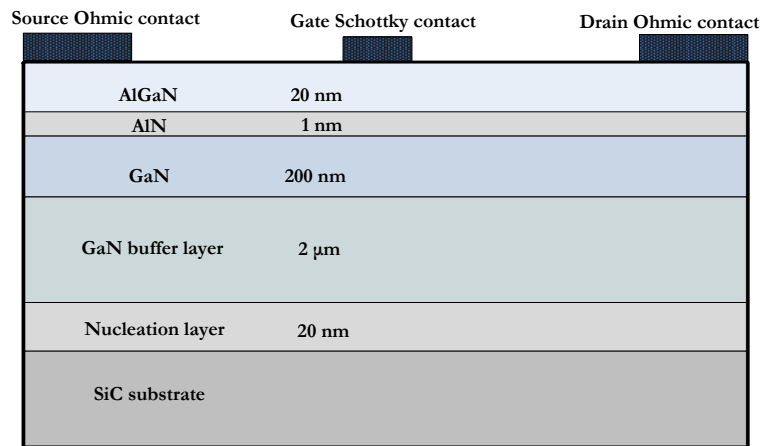 Source Ohmic contact
Gate Schottky contact
Drain Ohmic contact
AlGaN 20 nm
AlN 1 nm
GaN 200 nm
GaN buffer layer 2 μm
Nucleation layer 20 nm
SiC substrate